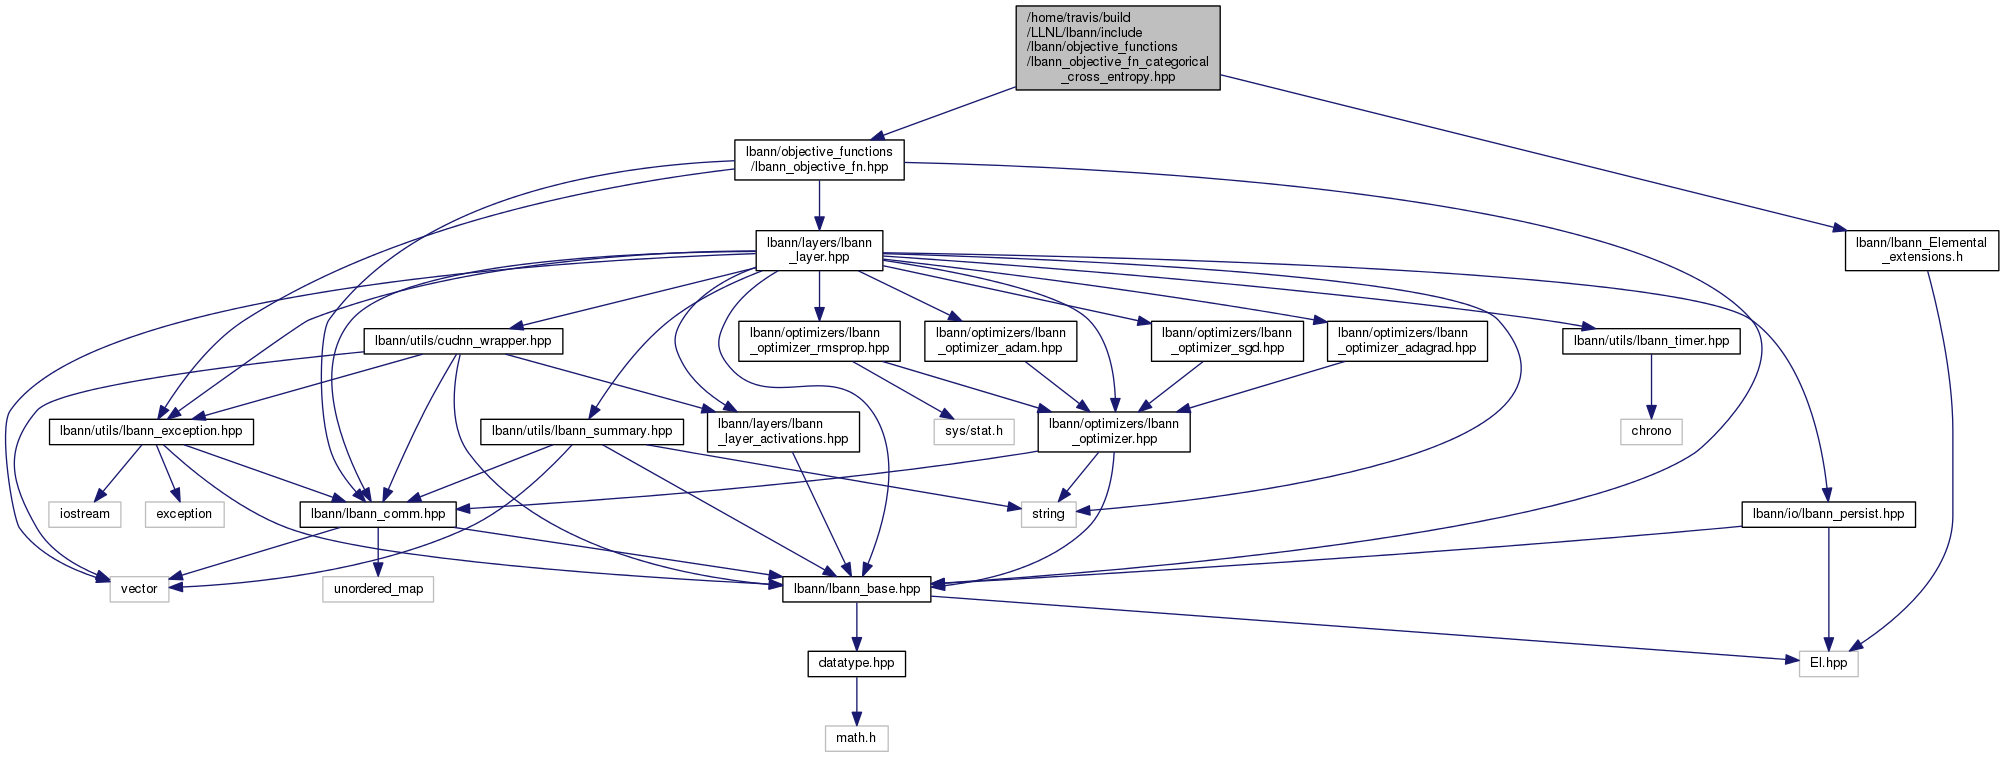 /home/travis/build
/LLNL/lbann/include
/lbann/objective_functions
/lbann_objective_fn_categorical
_cross_entropy.hpp
lbann/objective_functions
/lbann_objective_fn.hpp
lbann/layers/lbann
_layer.hpp
lbann/lbann_Elemental
_extensions.h
lbann/utils/cudnn_wrapper.hpp
lbann/optimizers/lbann
_optimizer_rmsprop.hpp
lbann/optimizers/lbann
_optimizer_adam.hpp
lbann/optimizers/lbann
_optimizer_sgd.hpp
lbann/optimizers/lbann
_optimizer_adagrad.hpp
lbann/utils/lbann_timer.hpp
lbann/utils/lbann_exception.hpp
lbann/utils/lbann_summary.hpp
lbann/layers/lbann
_layer_activations.hpp
sys/stat.h
lbann/optimizers/lbann
_optimizer.hpp
chrono
iostream
exception
lbann/lbann_comm.hpp
string
lbann/io/lbann_persist.hpp
vector
unordered_map
lbann/lbann_base.hpp
datatype.hpp
El.hpp
math.h